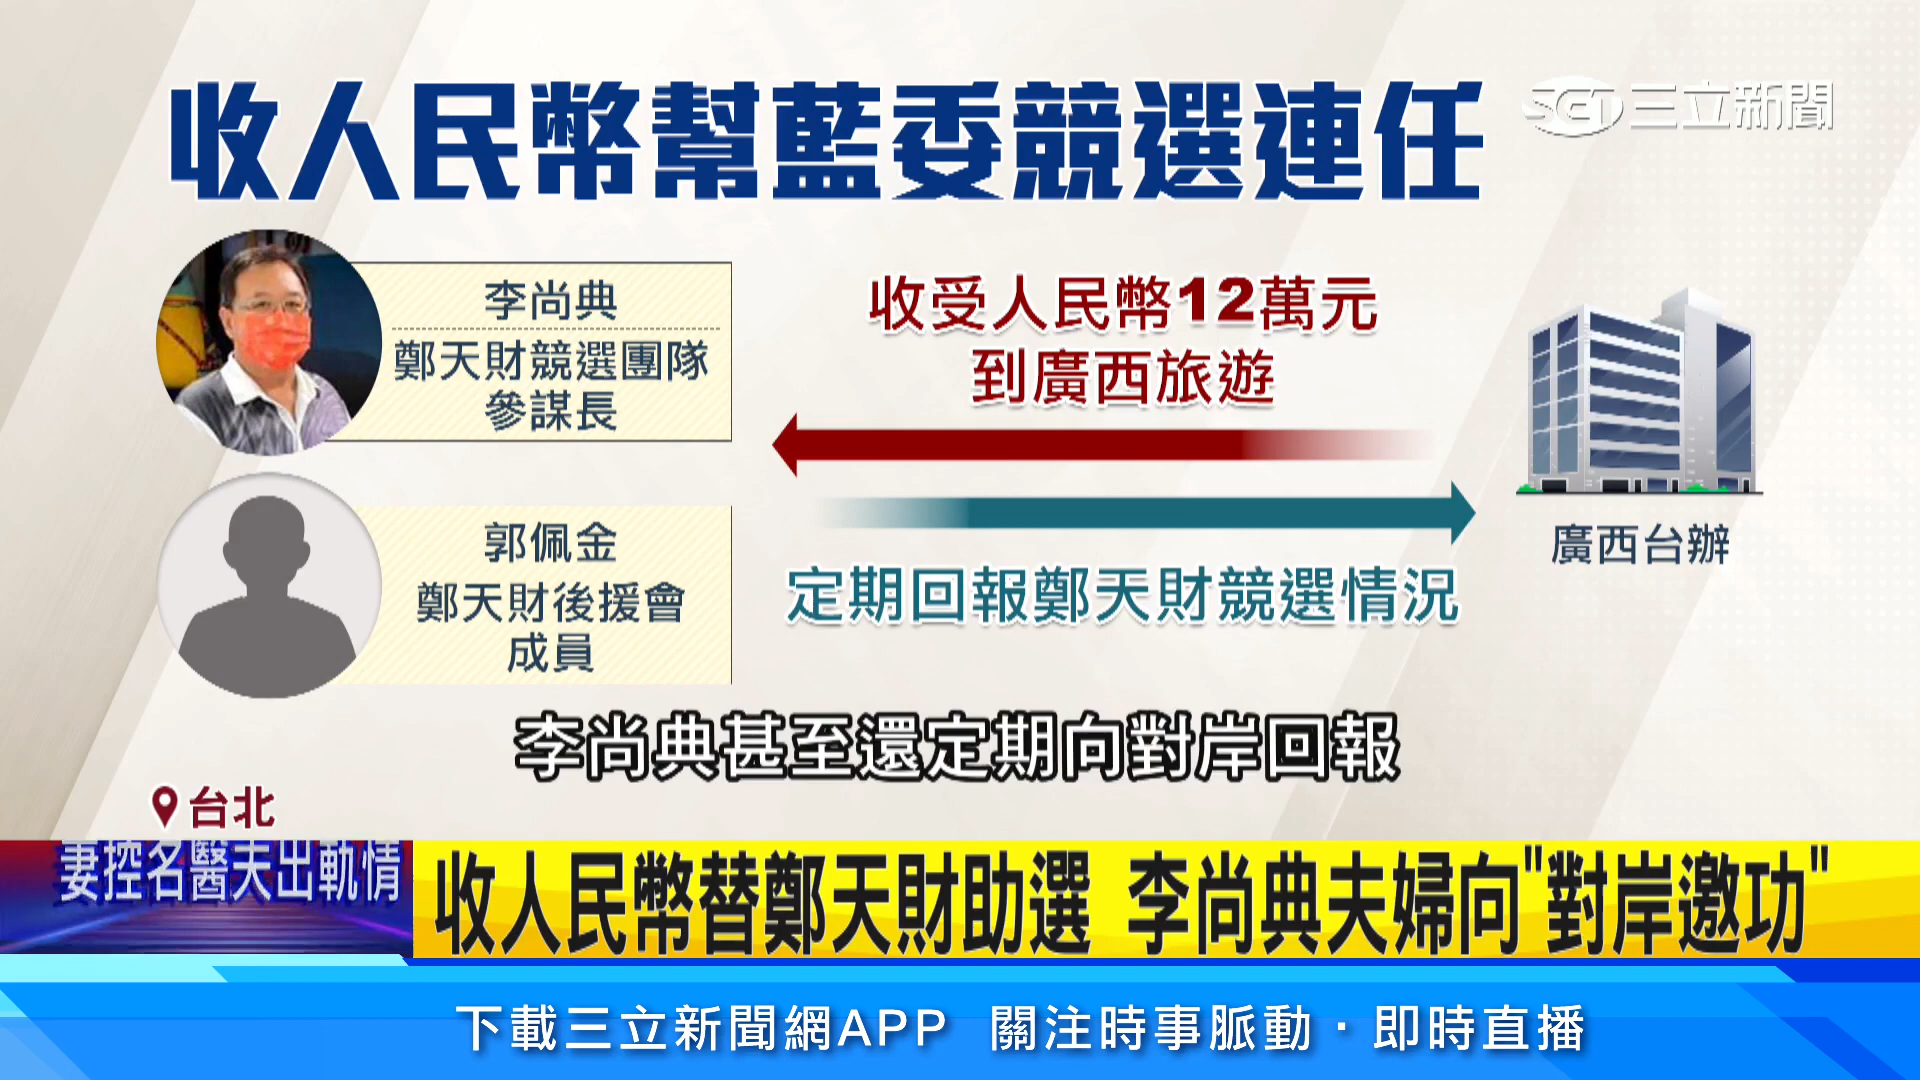 收人民幣幫藍委競選連任
SET三立新聞
李尚典
鄭天財競選團隊
參謀長
收受人民幣12萬元
到廣西旅遊
郭佩金
鄭天財後援會
成員
定期回報鄭天財競選情況
廣西台辦
李尚典甚至還定期向對岸回報
台北
妻控名醫夫出軌情
收人民幣替鄭天財助選 李尚典夫婦向"對岸邀功"
下載三立新聞網APP 關注時事脈動·即時直播